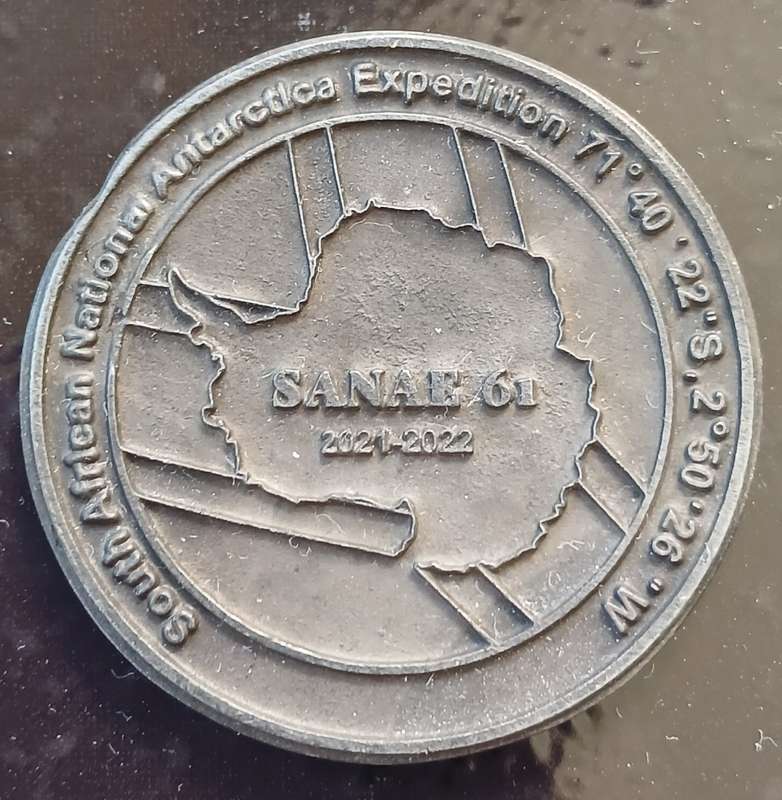 South African National Antarctica Expedition 71°40'22"S, 2°50'26"W
SANAE 61
2021-2022